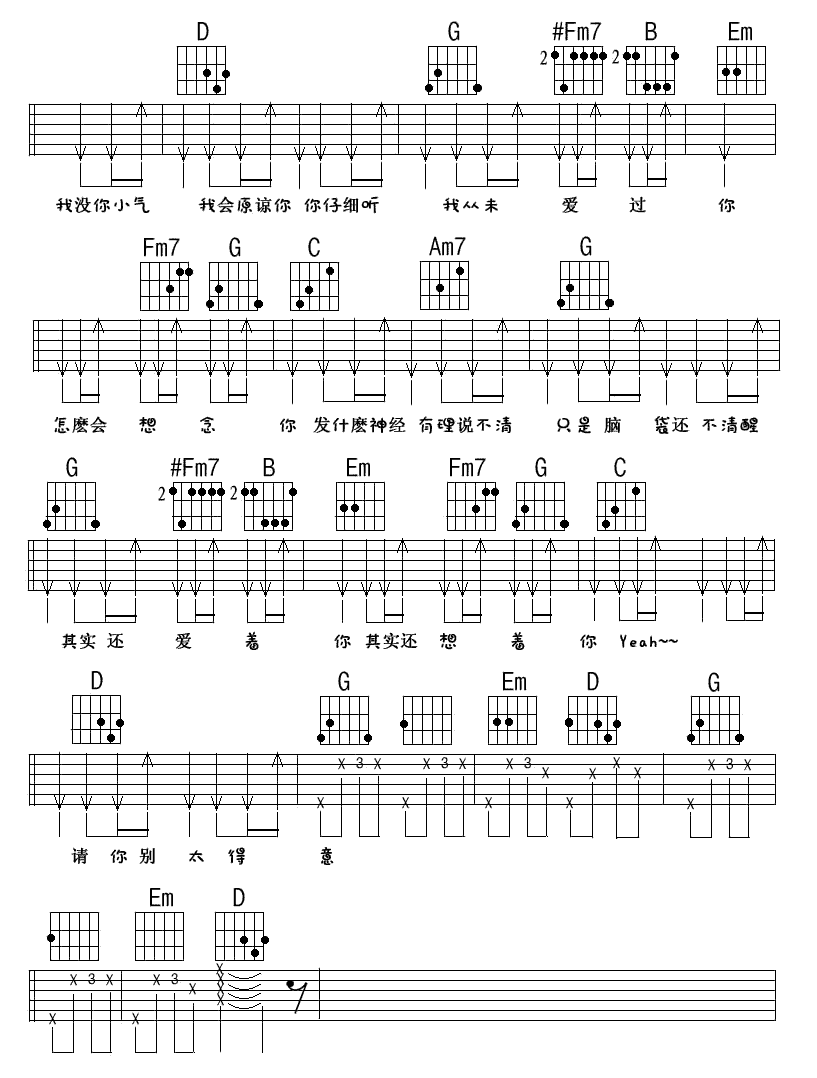 D G #Fm7 B Em
2 2
我没你小气 我会原谅你 你仔细听 我从未 爱 过 你
Fm7 G C Am7 G
怎麽会 想 念 你 发什麽神经 有理说不清 只是 脑 袋还 不清醒
G #Fm7 B Em Fm7 G C
2 2
其实 还 爱 着 你 其实还 想 着 你 Yeah~~
D G Em D G
X 3 X X 3 X X 3 X X X X X 3 X
X X X X X
请 你 别 太 得 意
Em D
X 3 X X 3 X X X X X
X X